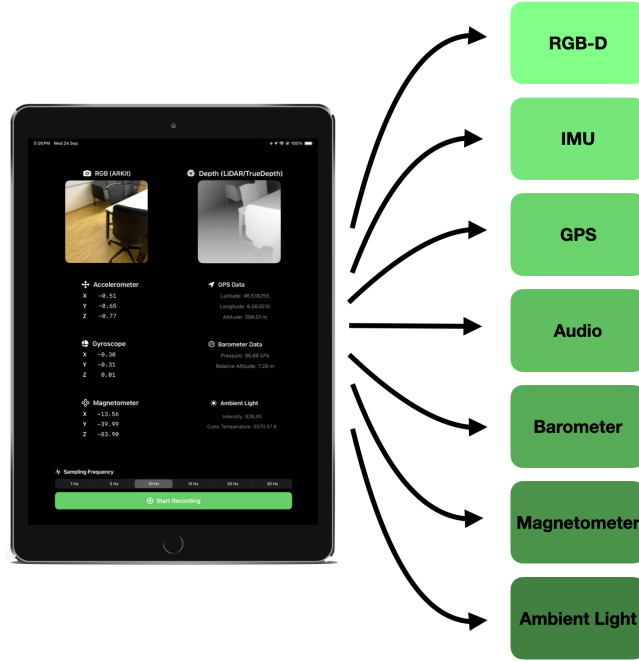 5:26 PM Wed 24 Sep
100%
RGB (ARKit)
Depth (LiDAR/TrueDepth)
Accelerometer
X -0.51
Y -0.65
Z -0.77
GPS Data
Latitude: 46.518255
Longitude: 6.563510
Altitude: 398.01 m
Gyroscope
X -0.30
Y -0.31
Z 0.01
Barometer Data
Pressure: 96.66 kPa
Relative Altitude: 7.28 m
Magnetometer
X -13.56
Y -39.99
Z -83.90
Ambient Light
Intensity: 828.45
Color Temperature: 5570.57 K
Sampling Frequency
1 Hz 5 Hz 10 Hz 15 Hz 20 Hz 30 Hz
Start Recording
RGB-D
IMU
GPS
Audio
Barometer
Magnetometer
Ambient Light